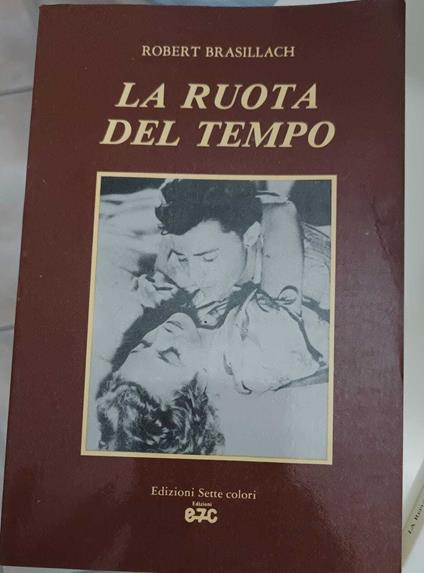 ROBERT BRASILLACH
LA RUOTA
DEL TEMPO
Edizioni Sette colori
Edizioni
e7c